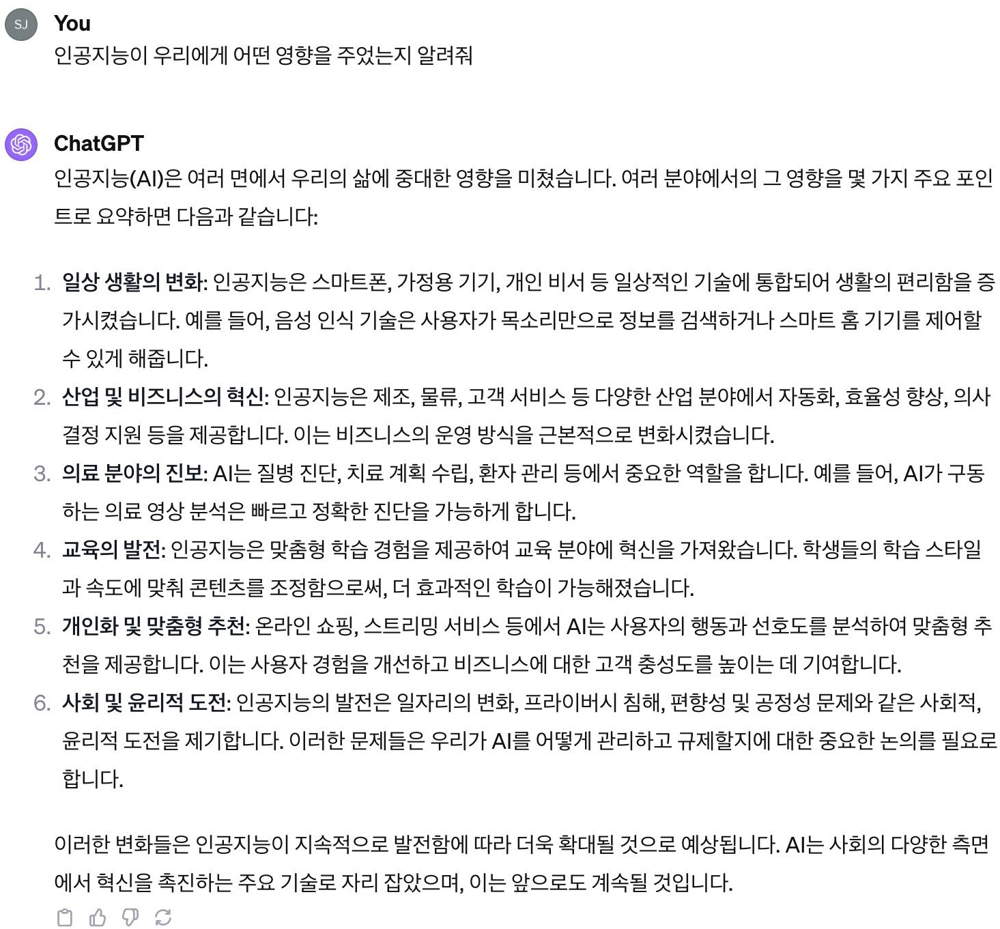 SJ
You
인공지능이 우리에게 어떤 영향을 주었는지 알려줘
ChatGPT
인공지능(AI)은 여러 면에서 우리의 삶에 중대한 영향을 미쳤습니다. 여러 분야에서의 그 영향을 몇 가지 주요 포인
트로 요약하면 다음과 같습니다:
1. 일상 생활의 변화: 인공지능은 스마트폰, 가정용 기기, 개인 비서 등 일상적인 기술에 통합되어 생활의 편리함을 증
가시켰습니다. 예를 들어, 음성 인식 기술은 사용자가 목소리만으로 정보를 검색하거나 스마트 홈 기기를 제어할
수 있게 해줍니다.
2. 산업 및 비즈니스의 혁신: 인공지능은 제조, 물류, 고객 서비스 등 다양한 산업 분야에서 자동화, 효율성 향상, 의사
결정 지원 등을 제공합니다. 이는 비즈니스의 운영 방식을 근본적으로 변화시켰습니다.
3. 의료 분야의 진보: AI는 질병 진단, 치료 계획 수립, 환자 관리 등에서 중요한 역할을 합니다. 예를 들어, AI가 구동
하는 의료 영상 분석은 빠르고 정확한 진단을 가능하게 합니다.
4. 교육의 발전: 인공지능은 맞춤형 학습 경험을 제공하여 교육 분야에 혁신을 가져왔습니다. 학생들의 학습 스타일
과 속도에 맞춰 콘텐츠를 조정함으로써, 더 효과적인 학습이 가능해졌습니다.
5. 개인화 및 맞춤형 추천: 온라인 쇼핑, 스트리밍 서비스 등에서 AI는 사용자의 행동과 선호도를 분석하여 맞춤형 추
천을 제공합니다. 이는 사용자 경험을 개선하고 비즈니스에 대한 고객 충성도를 높이는 데 기여합니다.
6. 사회 및 윤리적 도전: 인공지능의 발전은 일자리의 변화, 프라이버시 침해, 편향성 및 공정성 문제와 같은 사회적,
윤리적 도전을 제기합니다. 이러한 문제들은 우리가 AI를 어떻게 관리하고 규제할지에 대한 중요한 논의를 필요로
합니다.
이러한 변화들은 인공지능이 지속적으로 발전함에 따라 더욱 확대될 것으로 예상됩니다. AI는 사회의 다양한 측면
에서 혁신을 촉진하는 주요 기술로 자리 잡았으며, 이는 앞으로도 계속될 것입니다.